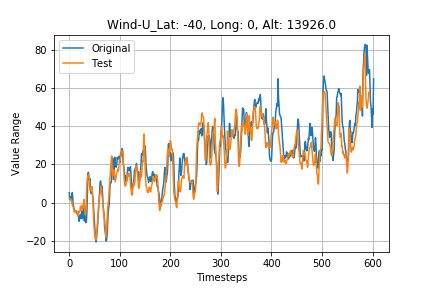 Wind-U_Lat: -40, Long: 0, Alt: 13926.0
Original
Test
Value Range
80
60
40
20
0
−20
0 100 200 300 400 500 600
Timesteps